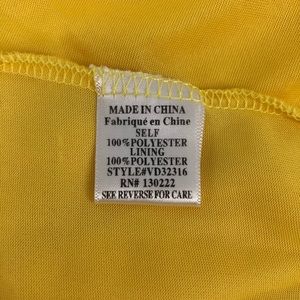 MADE IN CHINA
Fabriqué en Chine
SELF
100%POLYESTER
LINING
100%POLYESTER
STYLE#VD32316
RN# 130222
SEE REVERSE FOR CARE